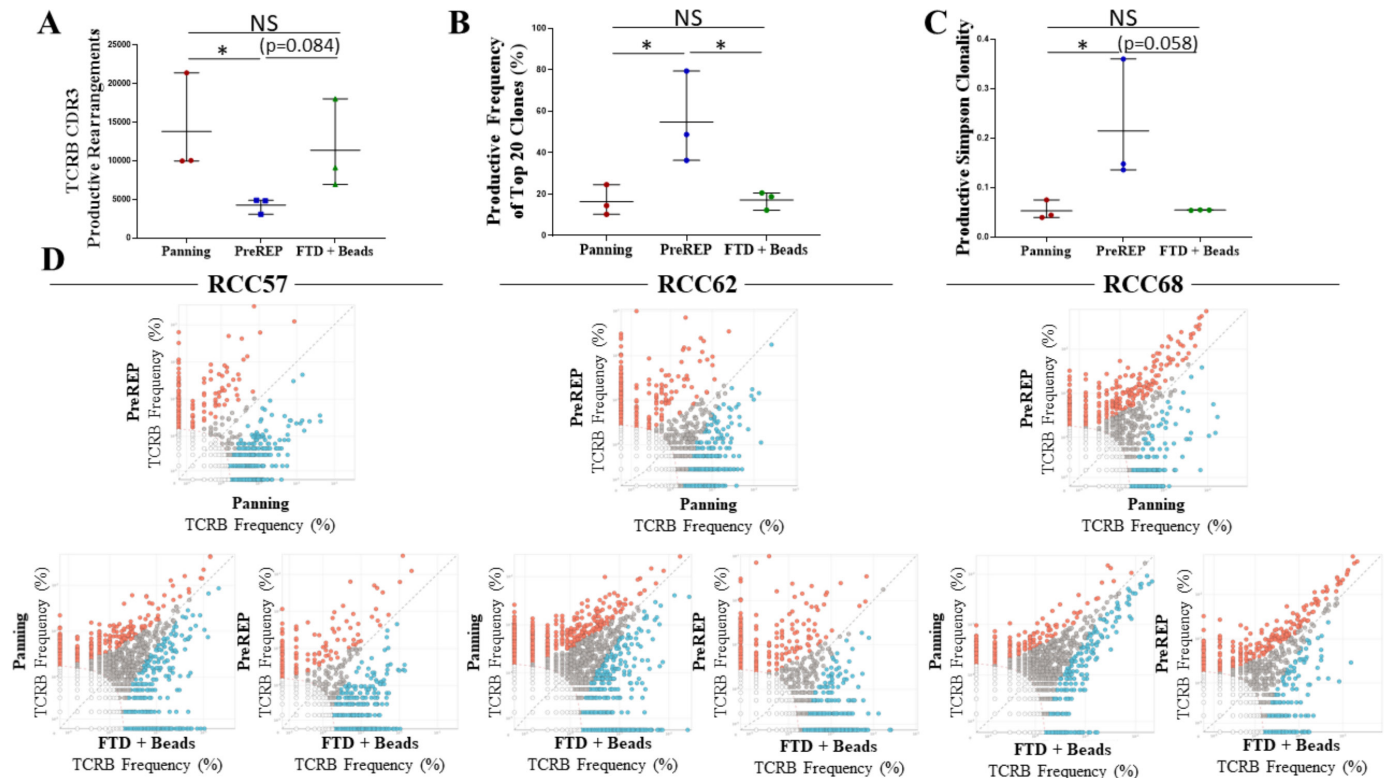 A
NS
*
(p=0.084)
TCRB CDR3
Productive Rearrangements
25000
20000
15000
10000
5000
0
Panning
PreREP
FTD + Beads
B
NS
*
*
Productive Frequency
of Top 20 Clones (%)
100
80
60
40
20
0
Panning
PreREP
FTD + Beads
C
NS
*
(p=0.058)
Productive Simpson Clonality
0.4
0.3
0.2
0.1
0.0
Panning
PreREP
FTD + Beads
D
RCC57
RCC62
RCC68
PreREP
TCRB Frequency (%)
Panning
TCRB Frequency (%)
PreREP
TCRB Frequency (%)
Panning
TCRB Frequency (%)
PreREP
TCRB Frequency (%)
Panning
TCRB Frequency (%)
Panning
TCRB Frequency (%)
FTD + Beads
TCRB Frequency (%)
PreREP
TCRB Frequency (%)
FTD + Beads
TCRB Frequency (%)
Panning
TCRB Frequency (%)
FTD + Beads
TCRB Frequency (%)
PreREP
TCRB Frequency (%)
FTD + Beads
TCRB Frequency (%)
Panning
TCRB Frequency (%)
FTD + Beads
TCRB Frequency (%)
PreREP
TCRB Frequency (%)
FTD + Beads
TCRB Frequency (%)